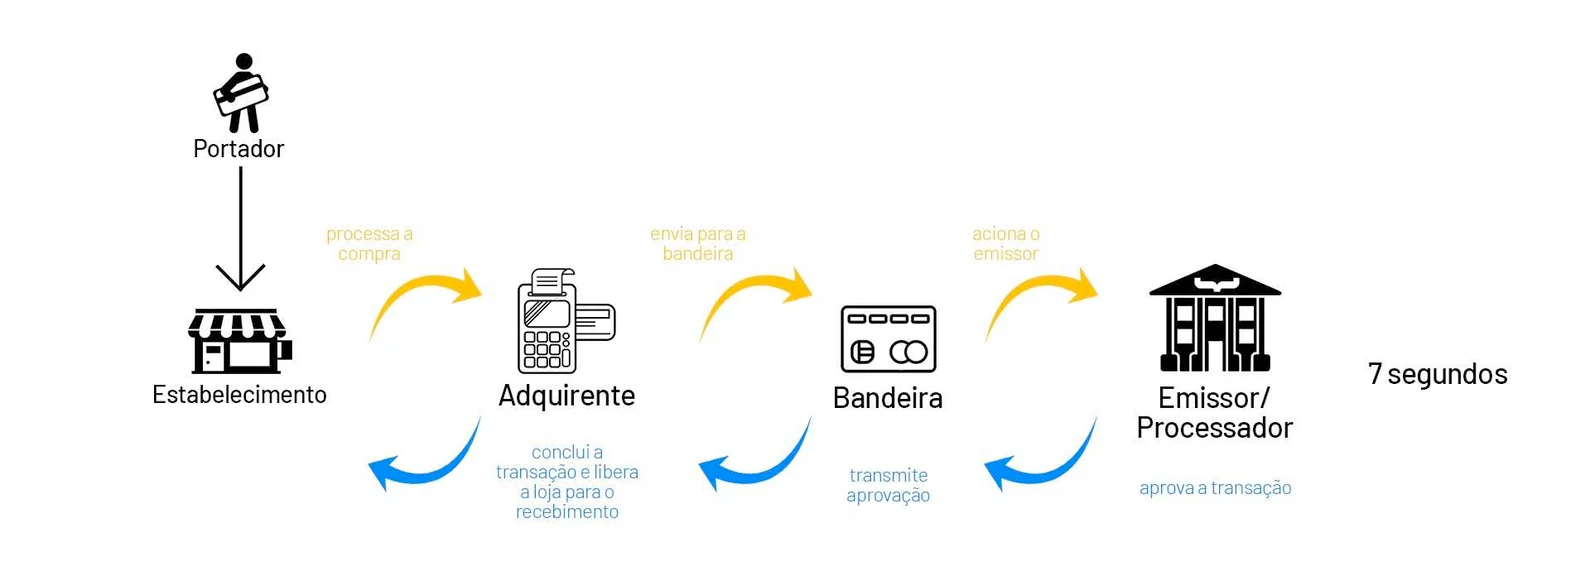 Portador
processa a
compra
envia para a
bandeira
aciona o
emissor
Estabelecimento
Adquirente
Bandeira
Emissor/
Processador
7 segundos
conclui a
transação e libera
a loja para o
recebimento
transmite
aprovação
aprova a transação